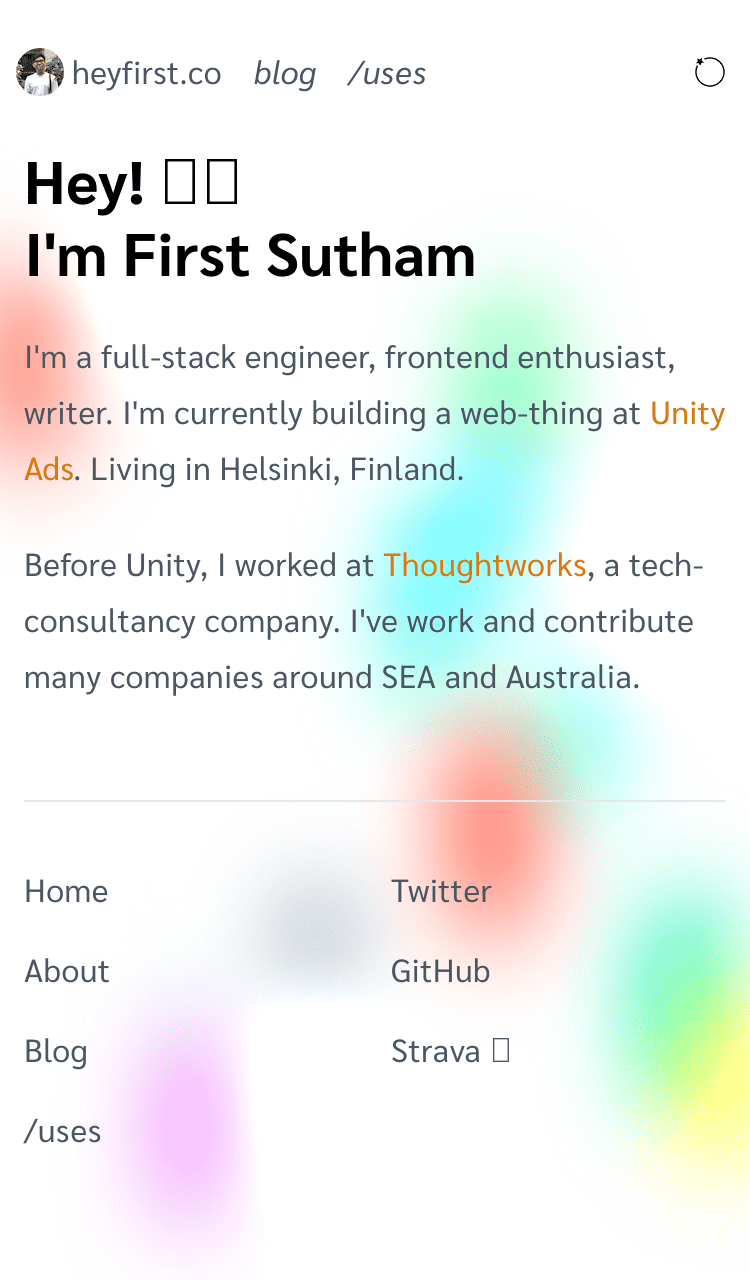 heyfirst.co blog /uses
Hey!
I'm First Sutham
I'm a full-stack engineer, frontend enthusiast,
writer. I'm currently building a web-thing at Unity
Ads. Living in Helsinki, Finland.
Before Unity, I worked at Thoughtworks, a tech-
consultancy company. I've work and contribute
many companies around SEA and Australia.
Home
About
Blog
/uses
Twitter
GitHub
Strava